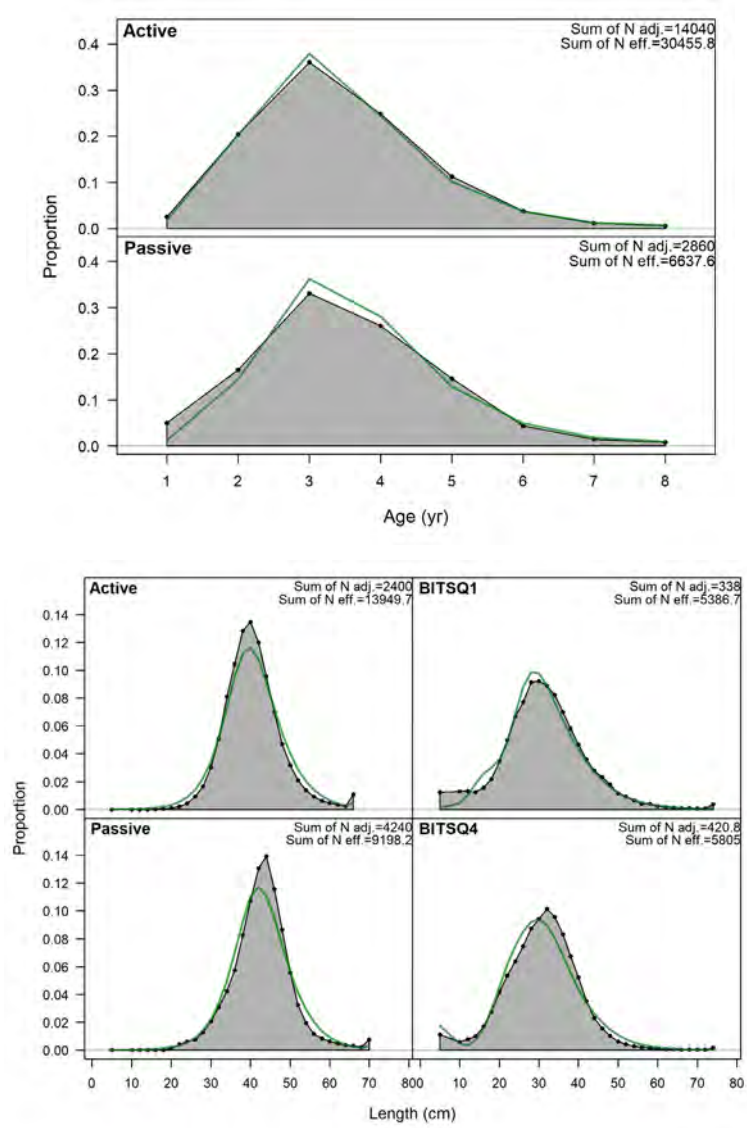 Active
Sum of N adj.=14040
Sum of N eff.=30455.8
0.4
0.3
0.2
0.1
0.0
Passive
Sum of N adj.=2860
Sum of N eff.=6637.6
0.4
0.3
0.2
0.1
0.0
Proportion
1 2 3 4 5 6 7 8
Age (yr)
Active
Sum of N adj.=2400
Sum of N eff.=13949.7
BITSQ1
Sum of N adj.=338
Sum of N eff.=5386.7
0.14
0.12
0.10
0.08
0.06
0.04
0.02
0.00
Passive
Sum of N adj.=4240
Sum of N eff.=9198.2
BITSQ4
Sum of N adj.=420.8
Sum of N eff.=5805
0.14
0.12
0.10
0.08
0.06
0.04
0.02
0.00
Proportion
0 10 20 30 40 50 60 70 80 0 10 20 30 40 50 60 70 80
Length (cm)